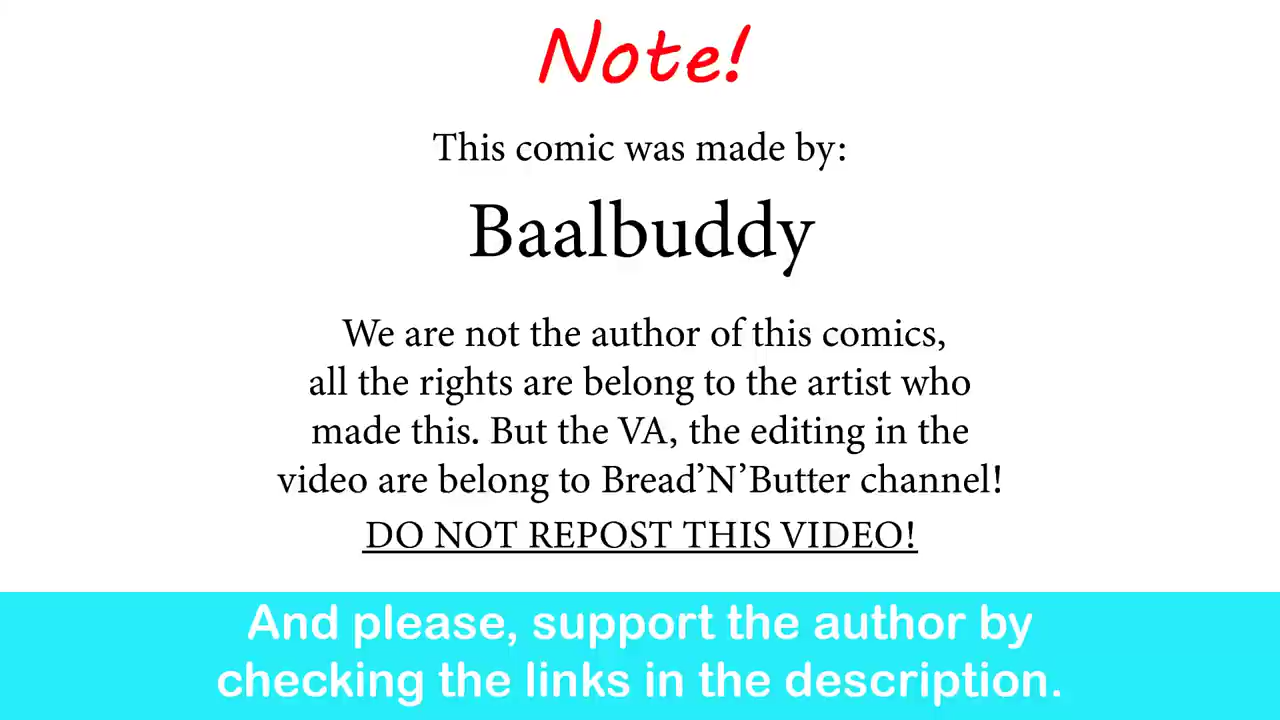 Note!
This comic was made by:
Baalbuddy
We are not the author of this comics,
all the rights are belong to the artist who
made this. But the VA, the editing in the
video are belong to Bread’N’Butter channel!
DO NOT REPOST THIS VIDEO!
And please, support the author by
checking the links in the description.